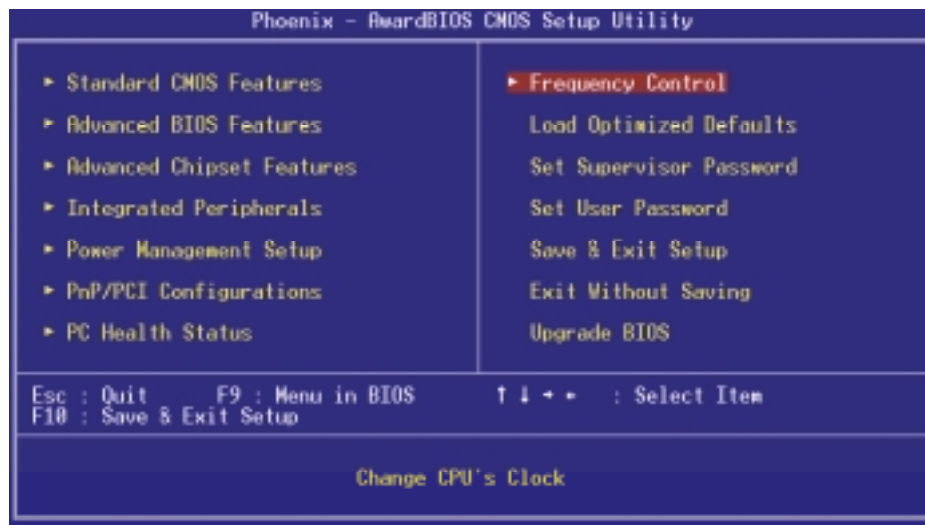 Phoenix - AwardBIOS CMOS Setup Utility
► Standard CMOS Features
► Advanced BIOS Features
► Advanced Chipset Features
► Integrated Peripherals
► Power Management Setup
► PnP/PCI Configurations
► PC Health Status
► Frequency Control
Load Optimized Defaults
Set Supervisor Password
Set User Password
Save & Exit Setup
Exit Without Saving
Upgrade BIOS
Esc : Quit F9 : Menu in BIOS ↑ ↓ → ← : Select Item
F10 : Save & Exit Setup
Change CPU's Clock